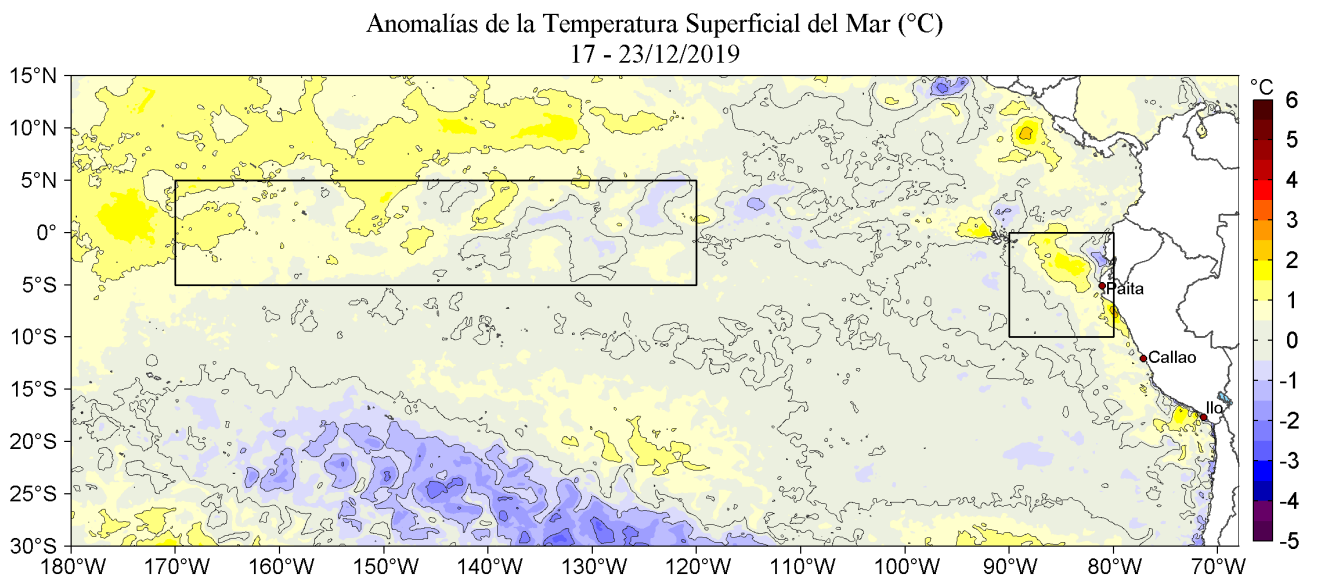 Anomalías de la Temperatura Superficial del Mar (°C)
17 - 23/12/2019
15°N
10°N
5°N
0°
5°S
10°S
15°S
20°S
25°S
30°S
180°W
170°W
160°W
150°W
140°W
130°W
120°W
110°W
100°W
90°W
80°W
70°W
Paita
Callao
Ilo
°C
6
5
4
3
2
1
0
-1
-2
-3
-4
-5